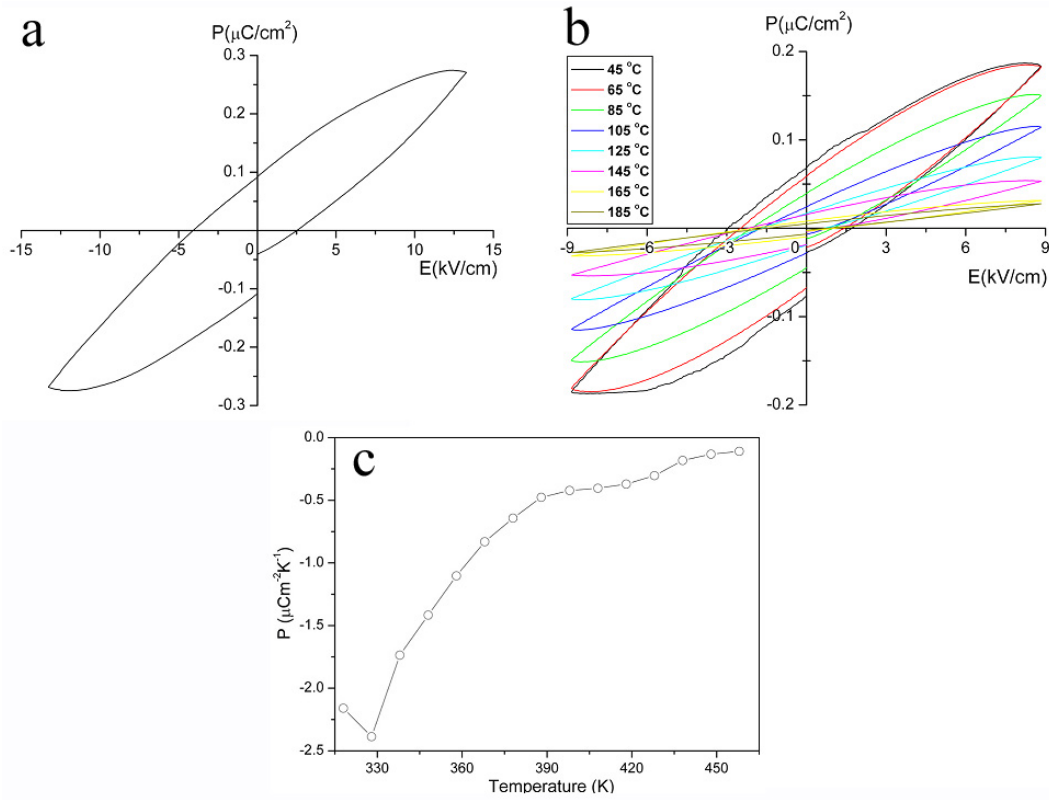 a
P(μC/cm²)
0.3
0.2
0.1
-0.1
-0.2
-0.3
-15
-10
-5
0
5
10
15
E(kV/cm)
b
P(μC/cm²)
45 °C
65 °C
85 °C
105 °C
125 °C
145 °C
165 °C
185 °C
0.2
0.1
-0.1
-0.2
-9
-6
-3
0
3
6
9
E(kV/cm)
c
P (μCm⁻²K⁻¹)
0.0
-0.5
-1.0
-1.5
-2.0
-2.5
330
360
390
420
450
Temperature (K)